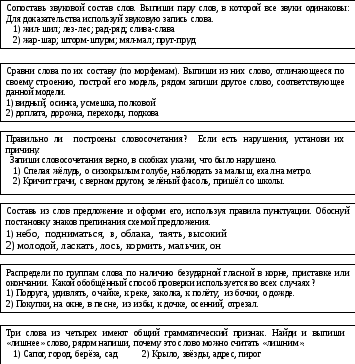 Сопоставь звуковой состав слов. Выпиши пару слов, в которой все звуки одинаковы:
Для доказательства используй звуковую запись слова.
1) жил-шил; лез-лес; рад-ряд; слива-слава
2) жар-шар; шторм-штурм; мял-мал; пруг-пруд
Сравни слова по их составу (по морфемам). Выпиши из них слово, отличающееся по
своему строению, построй его модель, рядом запиши другое слово, соответствующее
данной модели.
1) видный, осинка, усмешка, полковой
2) доплата, дорожка, переходы, подкова
Правильно ли построены словосочетания? Если есть нарушения, установи их
причину.
Запиши словосочетания верно, в скобках укажи, что было нарушено.
1) Спелая жёлудь, о сизокрылым голубе, наблюдать за малыш, ехал на метро.
2) Кричит грачи, с верном другом, зелёный фасоль, пришёл со школы.
Составь из слов предложение и оформи его, используя правила пунктуации. Обоснуй
постановку знаков препинания схемой предложения.
1) небо, подниматься, в, облака, таять, высокий
2) молодой, ласкать, лось, кормить, мальчик, он
Распредели по группам слова по наличию безударной гласной в корне, приставке или
окончании. Какой обобщённый способ проверки используется во всех случаях?
1) Подруга, удивлять, о чайке, к реке, заколка, к полёту, из бочки, одежде.
2) Покупки, на окне, в песне, из избы, к дочке, осенний, отрезал.
Три слова из четырех имеют общий грамматический признак. Найди и выпиши
«лишнее» слово, рядом напиши, почему это слово можно считать «лишним».
1) Сапог, город, берёза, сад 2) Крыло, звёзды, адрес, пирог